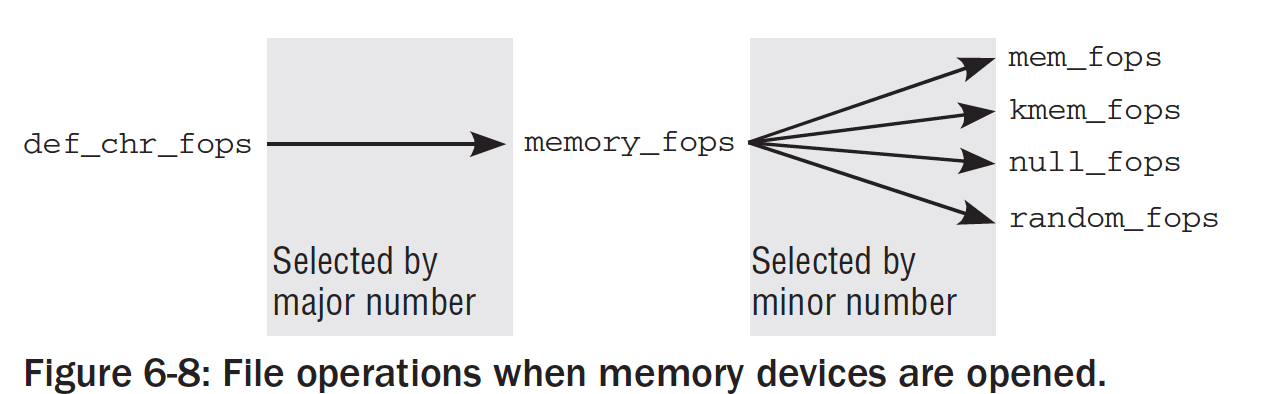 def_chr_fops
memory_fops
mem_fops
kmem_fops
null_fops
random_fops
Selected by
major number
Selected by
minor number
Figure 6-8: File operations when memory devices are opened.